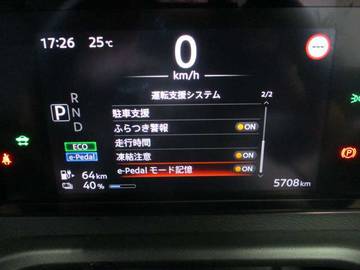 17:26 25℃
0
km/h
運転支援システム 2/2
駐車支援
ふらつき警報 ON
走行時間
凍結注意 ON
e-Pedal モード記憶 ON
P
R
N
D
ECO
e-Pedal
64km
40 %
5708km